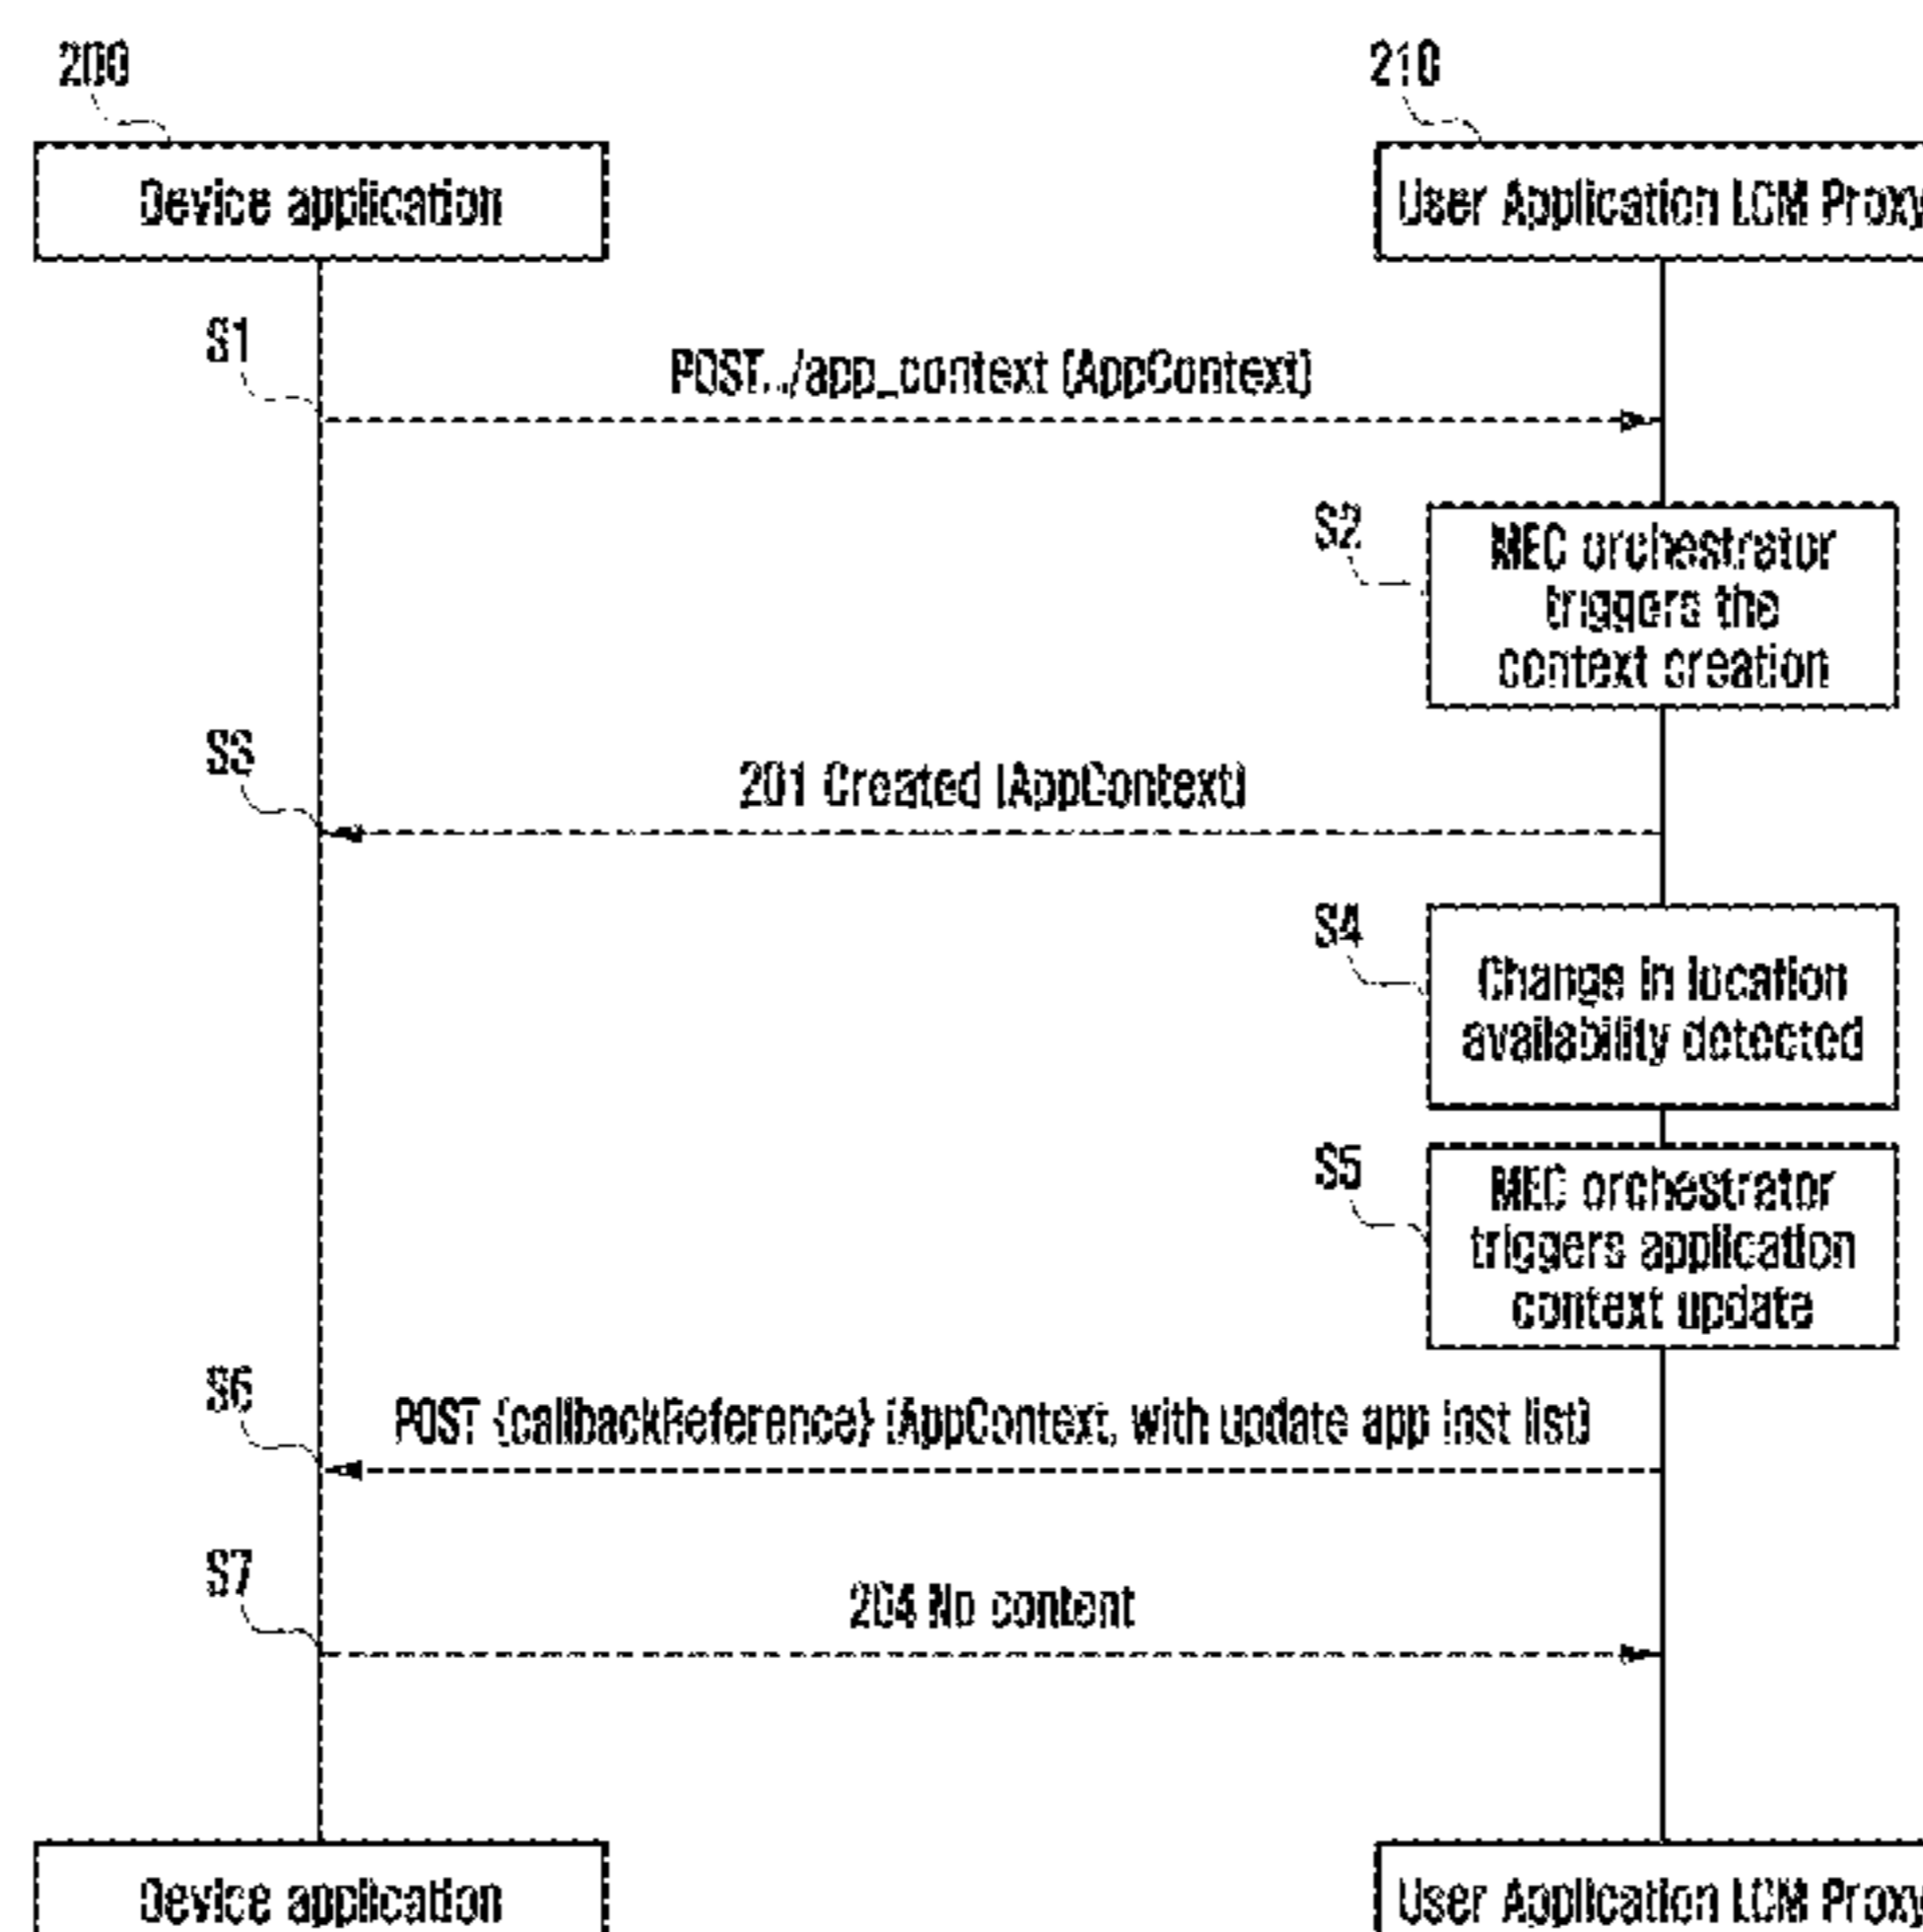 200
210
Device application
User Application LCM Proxy
S1
POST../app_context (AppContext)
S2
MEC orchestrator
triggers the
context creation
S3
201 Created (AppContext)
S4
Change in location
availability detected
S5
MEC orchestrator
triggers application
context update
S6
POST {callbackReference} (AppContext, with update app inst list)
S7
204 No content
Device application
User Application LCM Proxy